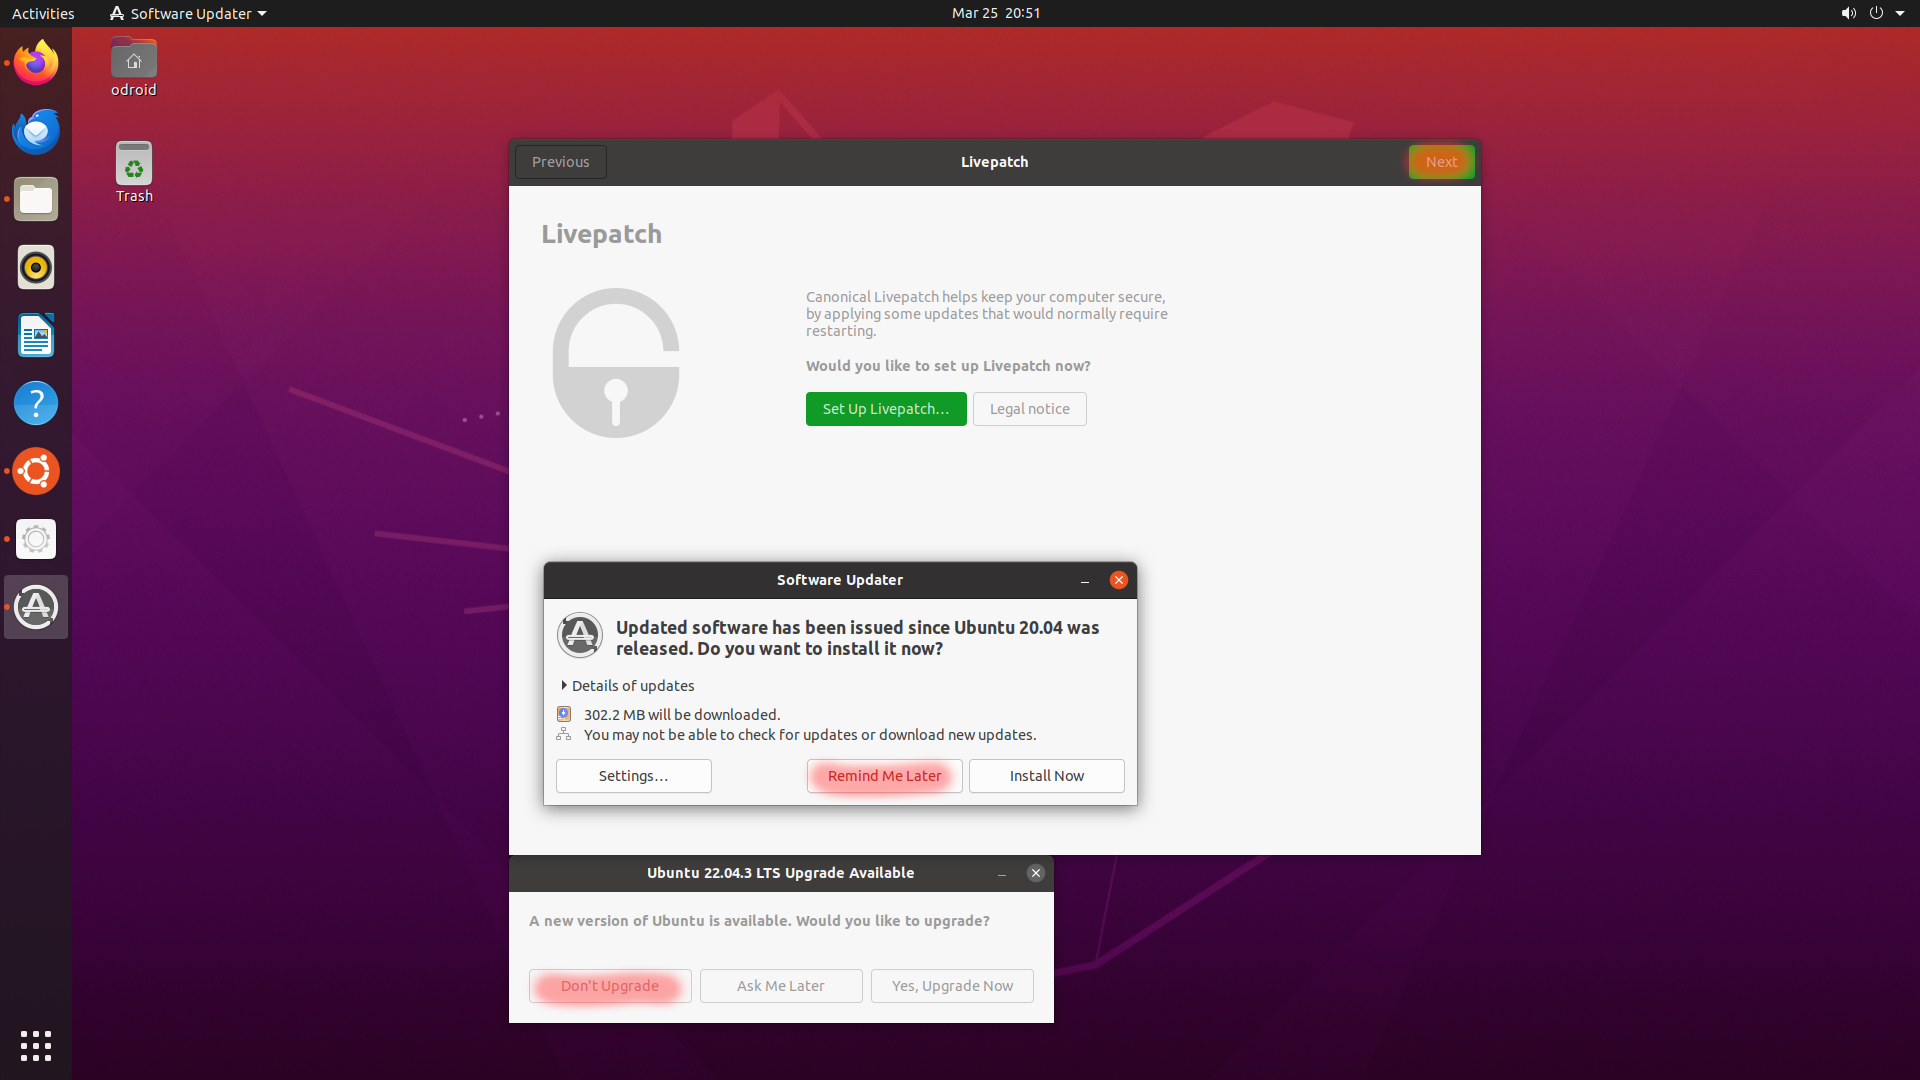 Activities
Software Updater
Mar 25 20:51
odroid
Trash
Previous
Livepatch
Next
Livepatch
Canonical Livepatch helps keep your computer secure,
by applying some updates that would normally require
restarting.
Would you like to set up Livepatch now?
Set Up Livepatch…
Legal notice
Software Updater
Updated software has been issued since Ubuntu 20.04 was
released. Do you want to install it now?
Details of updates
302.2 MB will be downloaded.
You may not be able to check for updates or download new updates.
Settings…
Remind Me Later
Install Now
Ubuntu 22.04.3 LTS Upgrade Available
A new version of Ubuntu is available. Would you like to upgrade?
Don't Upgrade
Ask Me Later
Yes, Upgrade Now